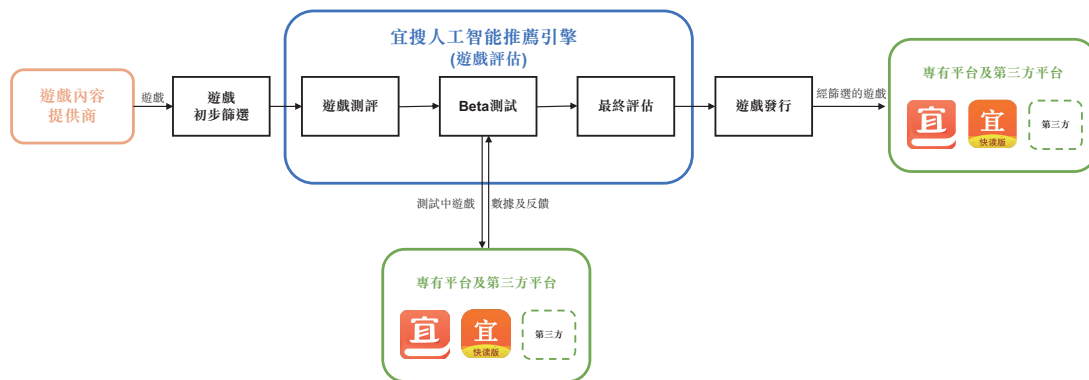 宜搜人工智能推薦引擎
(遊戲評估)
遊戲內容
提供商
遊戲
遊戲
初步篩選
遊戲測評
Beta測試
最終評估
遊戲發行
經篩選的遊戲
專有平台及第三方平台
宜
宜
快读版
第三方
測試中遊戲
數據及反饋
專有平台及第三方平台
宜
宜
快读版
第三方